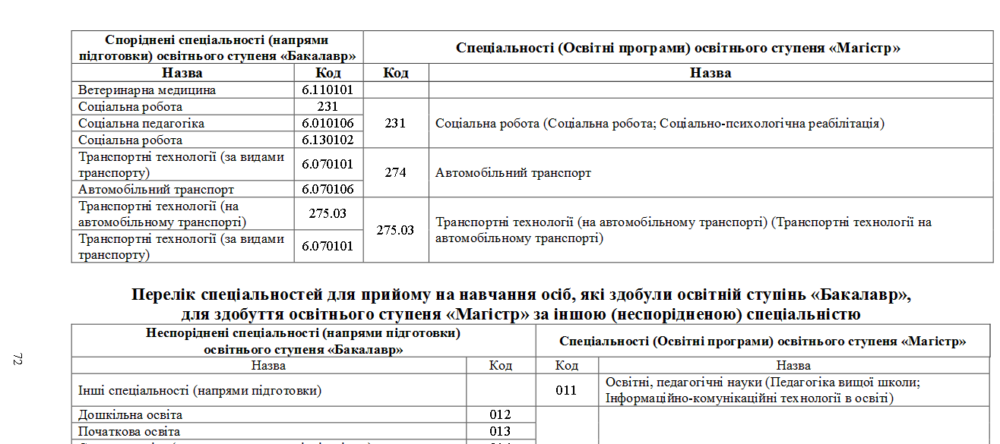 Споріднені спеціальності (напрями
підготовки) освітнього ступеня «Бакалавр»
Спеціальності (Освітні програми) освітнього ступеня «Магістр»
Назва Код Код Назва
Ветеринарна медицина 6.110101
Соціальна робота 231
Соціальна педагогіка 6.010106
Соціальна робота 6.130102
231 Соціальна робота (Соціальна робота; Соціально-психологічна реабілітація)
Транспортні технології (за видами
транспорту) 6.070101
Автомобільний транспорт 6.070106
274 Автомобільний транспорт
Транспортні технології (на
автомобільному транспорті) 275.03
Транспортні технології (за видами
транспорту) 6.070101
275.03 Транспортні технології (на автомобільному транспорті) (Транспортні технології на
автомобільному транспорті)
Перелік спеціальностей для прийому на навчання осіб, які здобули освітній ступінь «Бакалавр»,
для здобуття освітнього ступеня «Магістр» за іншою (неспорідненою) спеціальністю
Неспоріднені спеціальності (напрями підготовки)
освітнього ступеня «Бакалавр»
Спеціальності (Освітні програми) освітнього ступеня «Магістр»
Назва Код Код Назва
Інші спеціальності (напрями підготовки) 011 Освітні, педагогічні науки (Педагогіка вищої школи;
Інформаційно-комунікаційні технології в освіті)
Дошкільна освіта 012
Початкова освіта 013
72